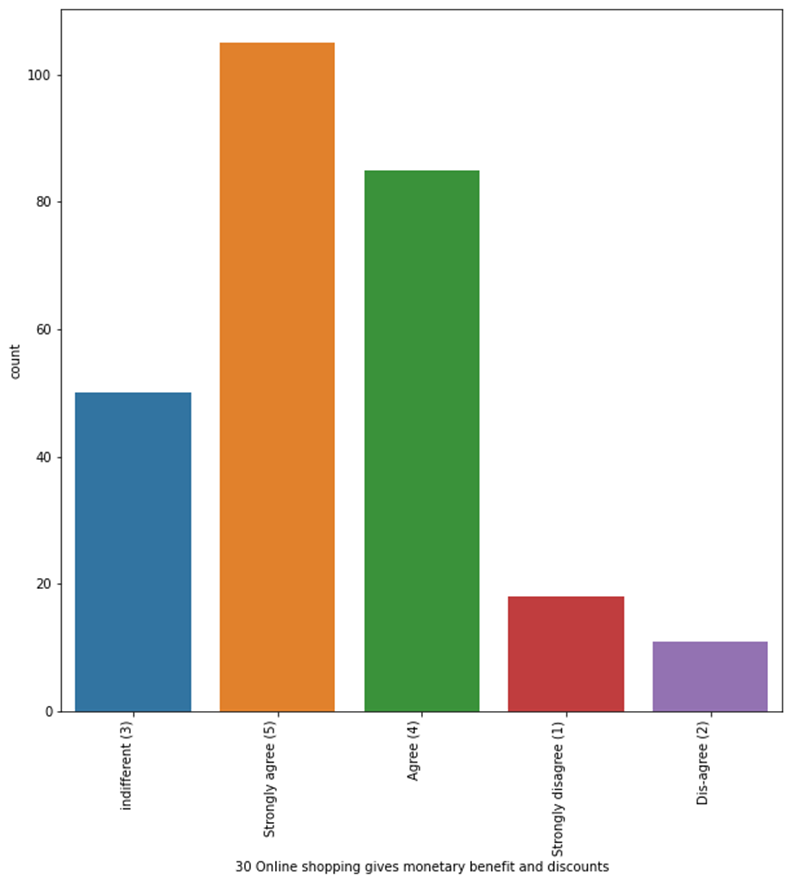 100
80
60
40
20
0
count
indifferent (3)
Strongly agree (5)
Agree (4)
Strongly disagree (1)
Dis-agree (2)
30 Online shopping gives monetary benefit and discounts